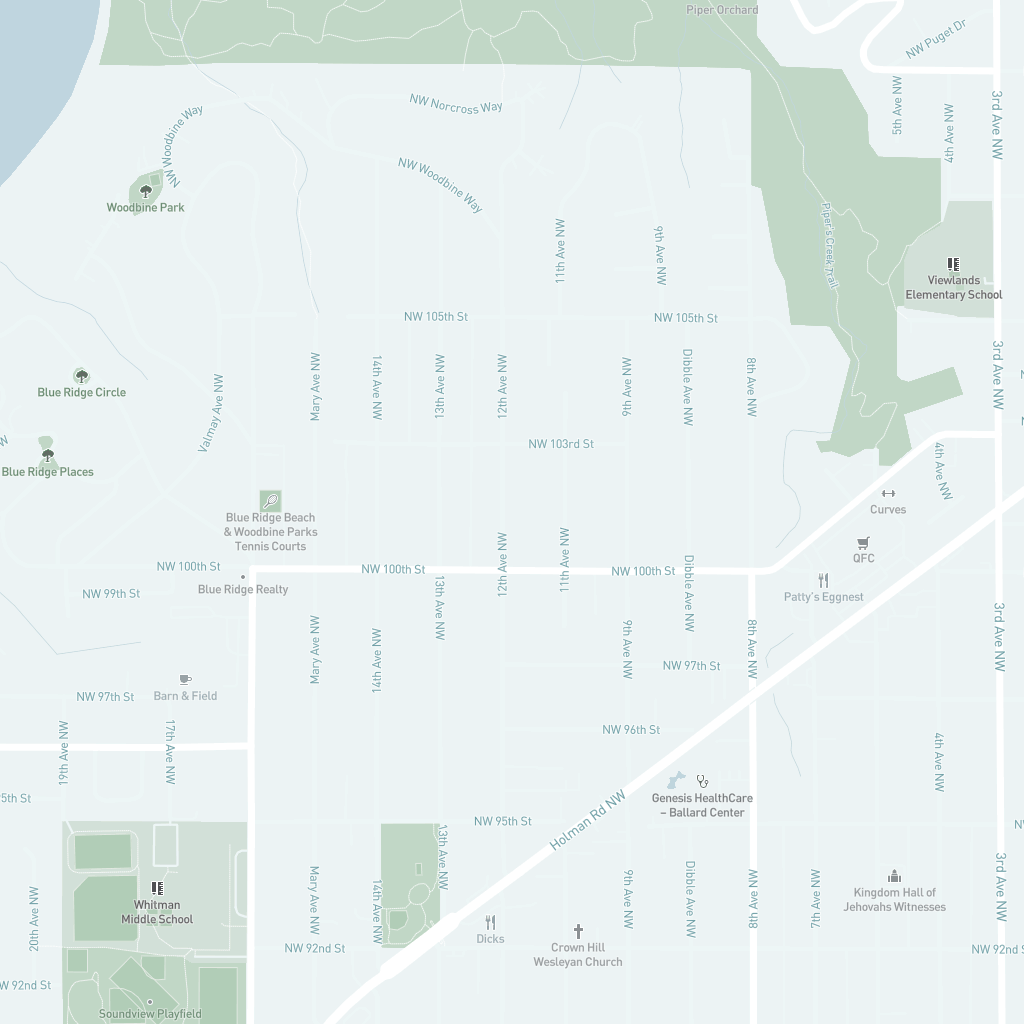 Piper Orchard
NW Puget Dr
NW Norcross Way
5th Ave NW
3rd Ave NW
4th Ave NW
NW Woodbine Way
NW Woodbine Way
Woodbine Park
Piper's Creek Trail
11th Ave NW
9th Ave NW
Viewlands
Elementary School
NW 105th St
NW 105th St
Mary Ave NW
14th Ave NW
13th Ave NW
12th Ave NW
9th Ave NW
Dibble Ave NW
8th Ave NW
3rd Ave NW
Blue Ridge Circle
Valmay Ave NW
NW 103rd St
Blue Ridge Places
4th Ave NW
Curves
Blue Ridge Beach
& Woodbine Parks
Tennis Courts
QFC
NW 100th St
NW 100th St
NW 100th St
12th Ave NW
11th Ave NW
Dibble Ave NW
Blue Ridge Realty
NW 99th St
13th Ave NW
Patty's Eggnest
Mary Ave NW
14th Ave NW
9th Ave NW
8th Ave NW
3rd Ave NW
NW 97th St
NW 97th St
Barn & Field
NW 96th St
19th Ave NW
17th Ave NW
4th Ave NW
5th St
Genesis HealthCare
– Ballard Center
NW 95th St
Holman Rd NW
13th Ave NW
Whitman
Middle School
20th Ave NW
Mary Ave NW
14th Ave NW
9th Ave NW
Dibble Ave NW
8th Ave NW
7th Ave NW
3rd Ave NW
Kingdom Hall of
Jehovahs Witnesses
Dicks
Crown Hill
Wesleyan Church
NW 92nd St
NW 92nd S
W 92nd St
Soundview Playfield